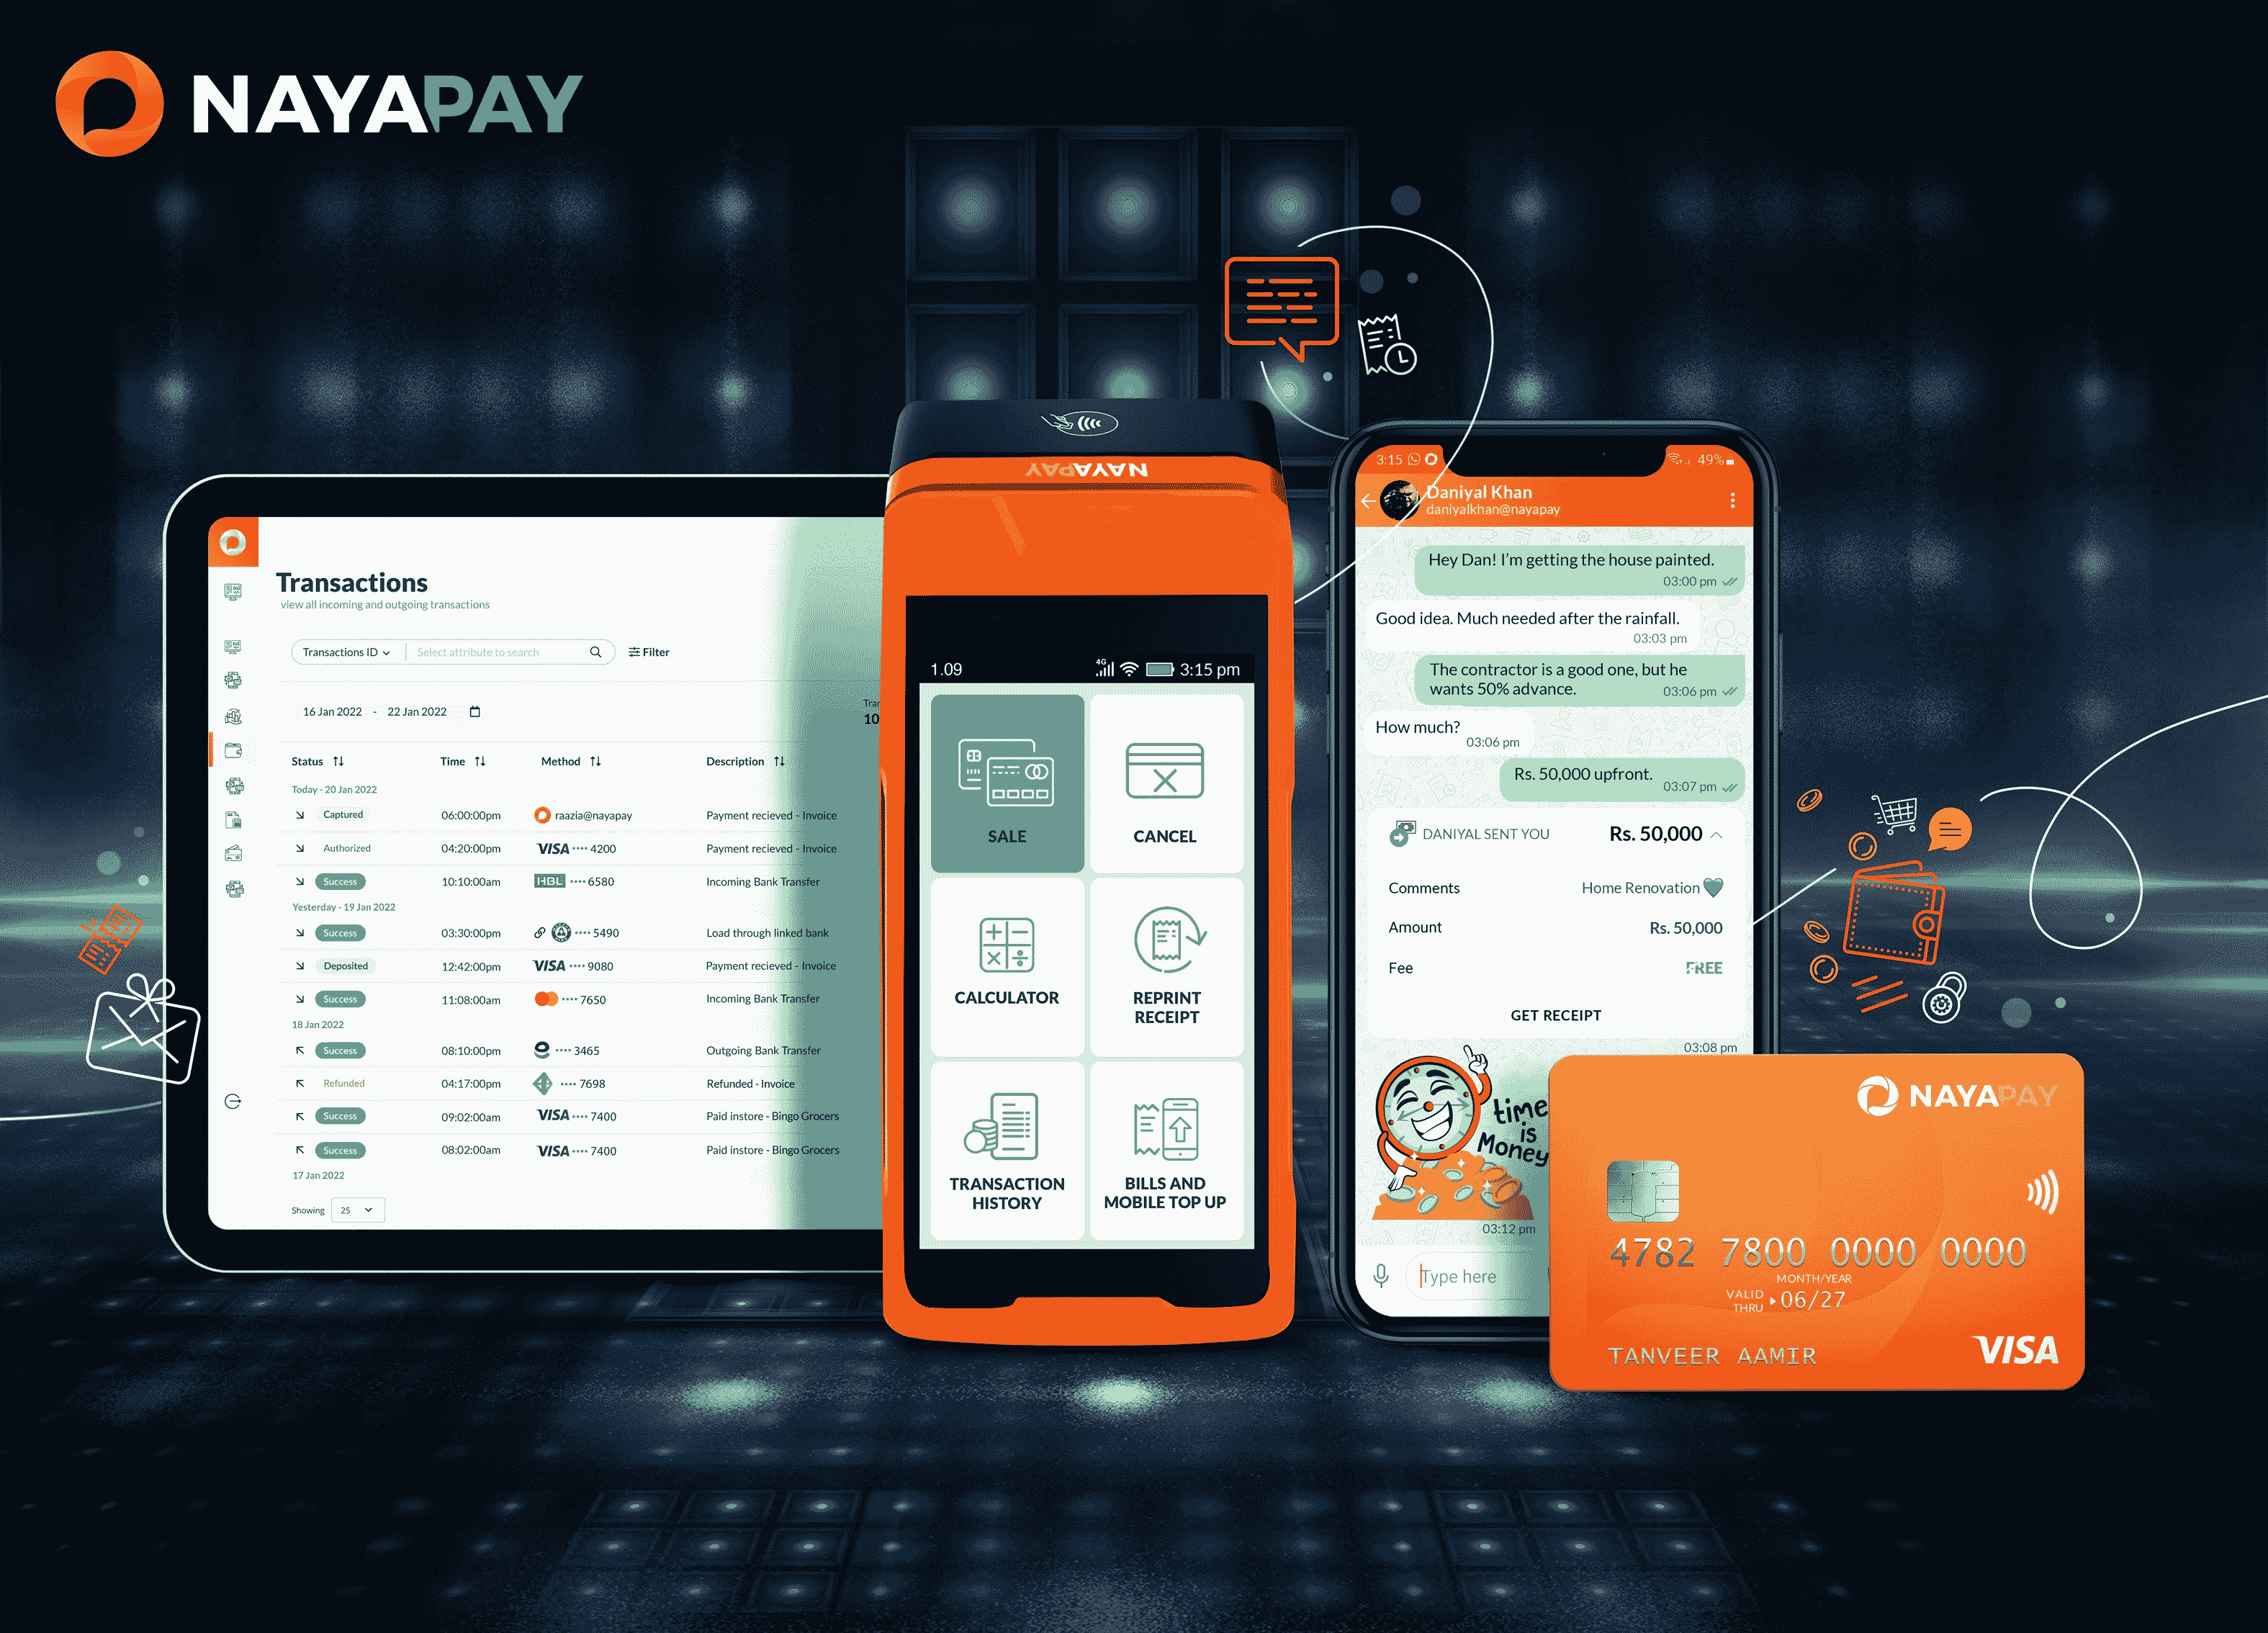 NAYAPAY
Transactions
view all incoming and outgoing transactions
Transactions ID
Select attribute to search
Filter
16 Jan 2022 - 22 Jan 2022
10
Status Time Method Description
Today - 20 Jan 2022
Captured 06:00:00pm raazia@nayapay Payment recieved - Invoice
Authorized 04:20:00pm VISA •••• 4200 Payment recieved - Invoice
Success 10:10:00am HBL •••• 6580 Incoming Bank Transfer
Yesterday - 19 Jan 2022
Success 03:30:00pm •••• 5490 Load through linked bank
Deposited 12:42:00pm VISA •••• 9080 Payment recieved - Invoice
Success 11:08:00am •••• 7650 Incoming Bank Transfer
18 Jan 2022
Success 08:10:00pm •••• 3465 Outgoing Bank Transfer
Refunded 04:17:00pm •••• 7698 Refunded - Invoice
Success 09:02:00am VISA •••• 7400 Paid instore - Bingo Grocers
Success 08:02:00am VISA •••• 7400 Paid instore - Bingo Grocers
17 Jan 2022
Showing 25
NAYAPAY
1.09 4G 3:15 pm
SALE
CANCEL
CALCULATOR
REPRINT
RECEIPT
TRANSACTION
HISTORY
BILLS AND
MOBILE TOP UP
3:15 49%
Daniyal Khan
daniyalkhan@nayapay
Hey Dan! I'm getting the house painted.
03:00 pm
Good idea. Much needed after the rainfall.
03:03 pm
The contractor is a good one, but he
wants 50% advance.
03:06 pm
How much?
03:06 pm
Rs. 50,000 upfront.
03:07 pm
DANIYAL SENT YOU Rs. 50,000
Comments Home Renovation
Amount Rs. 50,000
Fee FREE
GET RECEIPT
03:08 pm
time
is
Money
03:12 pm
Type here
NAYAPAY
4782 7800 0000 0000
MONTH/YEAR
VALID
THRU 06/27
TANVEER AAMIR
VISA